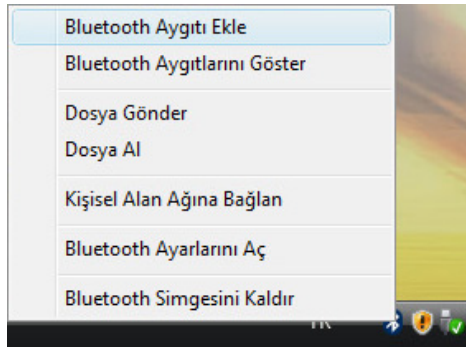 Bluetooth Aygıtı Ekle
Bluetooth Aygıtlarını Göster
Dosya Gönder
Dosya Al
Kişisel Alan Ağına Bağlan
Bluetooth Ayarlarını Aç
Bluetooth Simgesini Kaldır